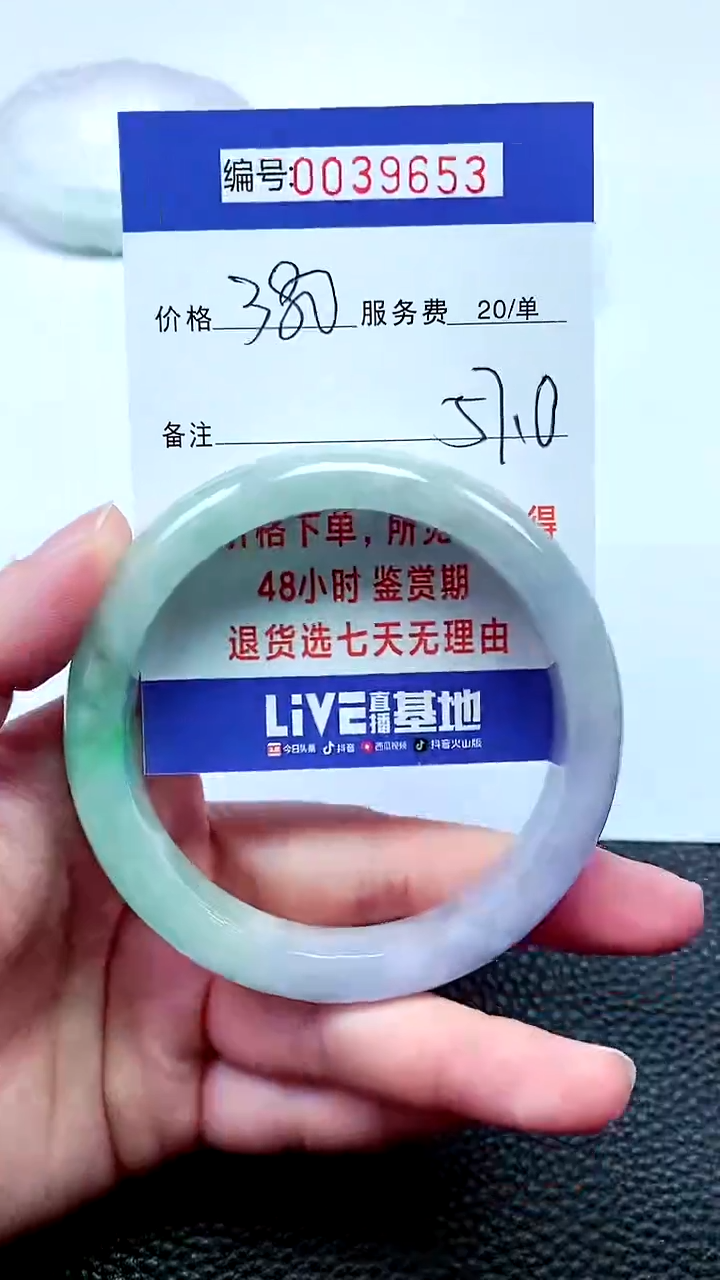 编号:0039653
价格 380 服务费 20/单
备注 57.0
价格下单，所见 得
48小时 鉴赏期
退货选七天无理由
LiVE直播基地
今日头条 抖音 西瓜视频 抖音火山版